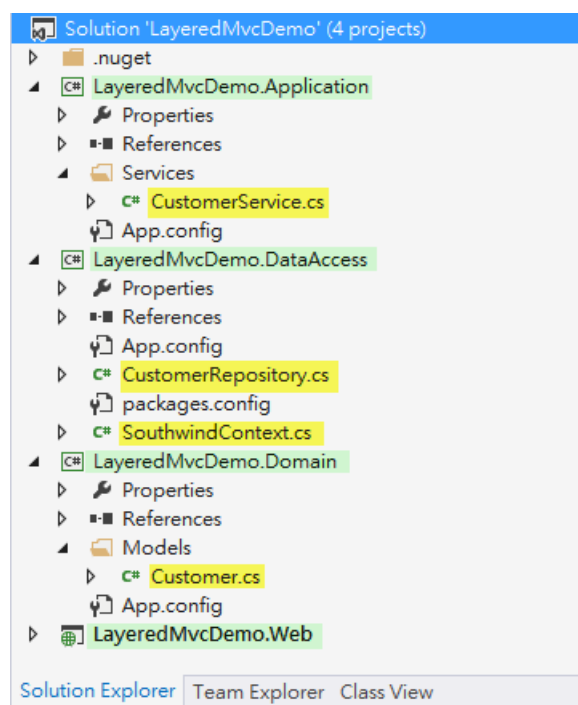 Solution 'LayeredMvcDemo' (4 projects)
.nuget
C# LayeredMvcDemo.Application
Properties
References
Services
C# CustomerService.cs
App.config
C# LayeredMvcDemo.DataAccess
Properties
References
App.config
C# CustomerRepository.cs
packages.config
C# SouthwindContext.cs
C# LayeredMvcDemo.Domain
Properties
References
Models
C# Customer.cs
App.config
LayeredMvcDemo.Web
Solution Explorer Team Explorer Class View